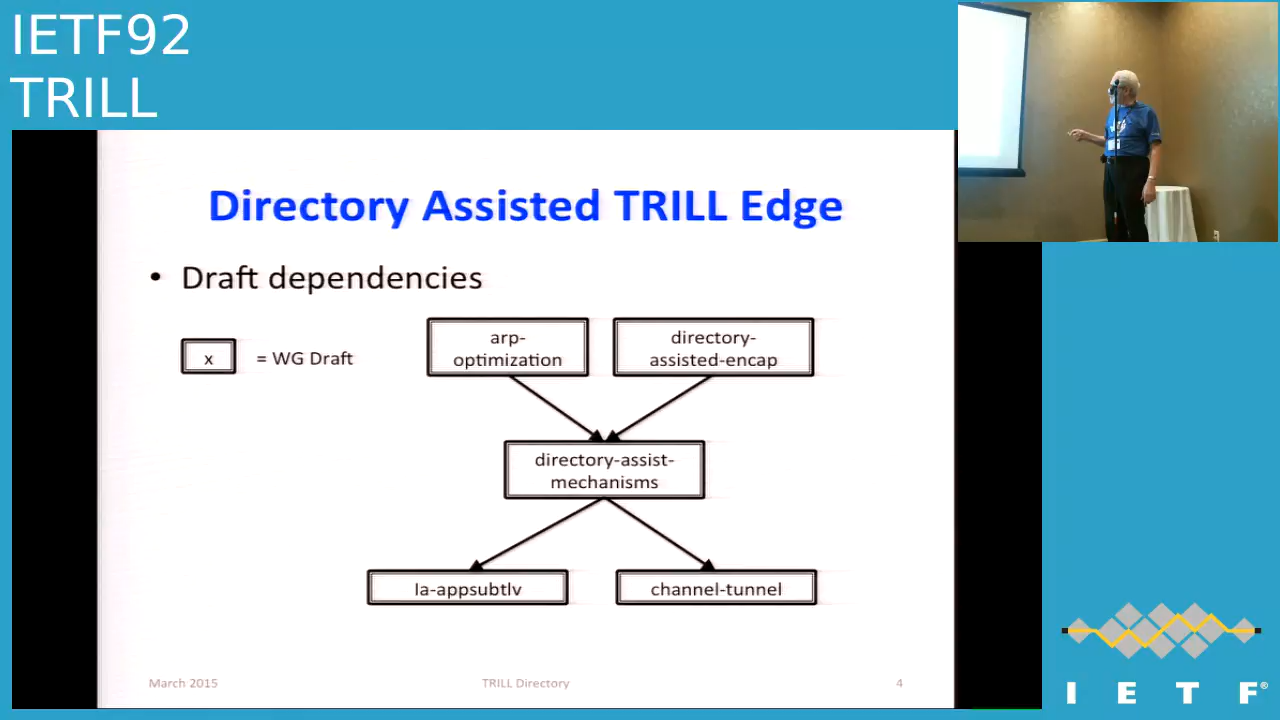 IETF92
TRILL
Directory Assisted TRILL Edge
• Draft dependencies
x
= WG Draft
arp-
optimization
directory-
assisted-encap
directory-assist-
mechanisms
la-appsubtlv
channel-tunnel
March 2015
TRILL Directory
4
I E T F®